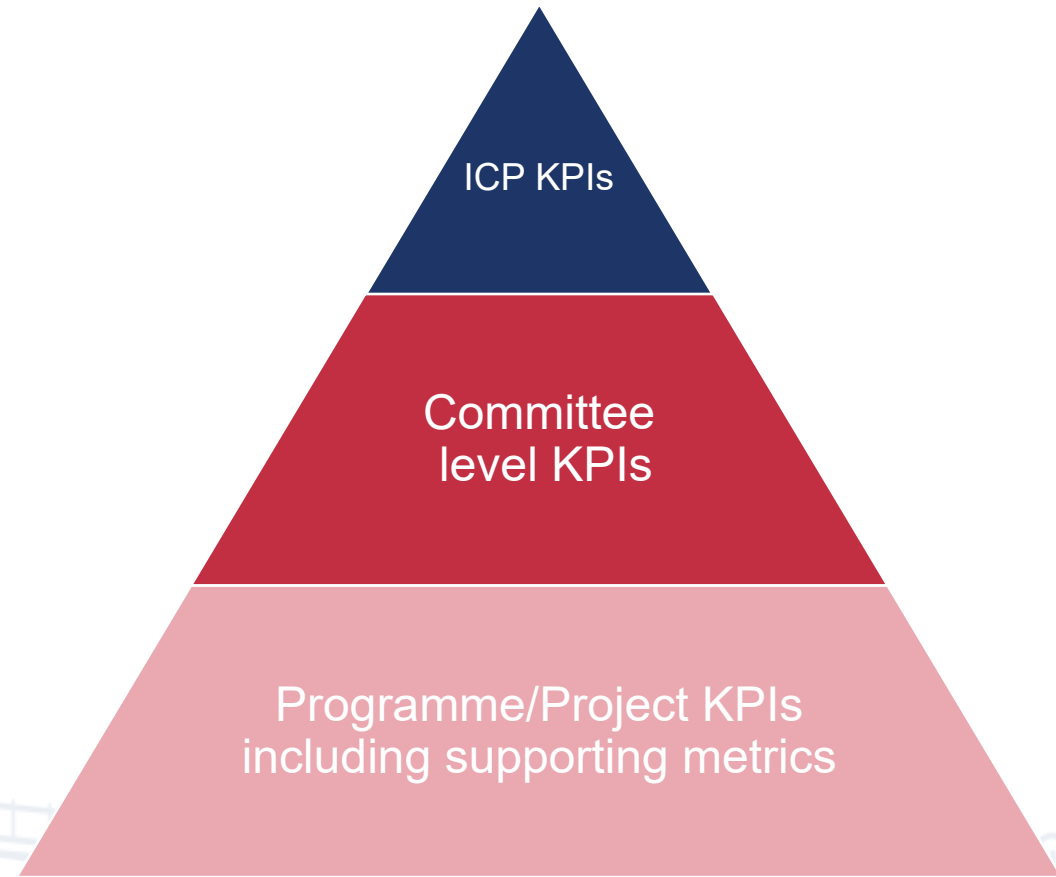 ICP KPIs
Committee
level KPIs
Programme/Project KPIs
including supporting metrics